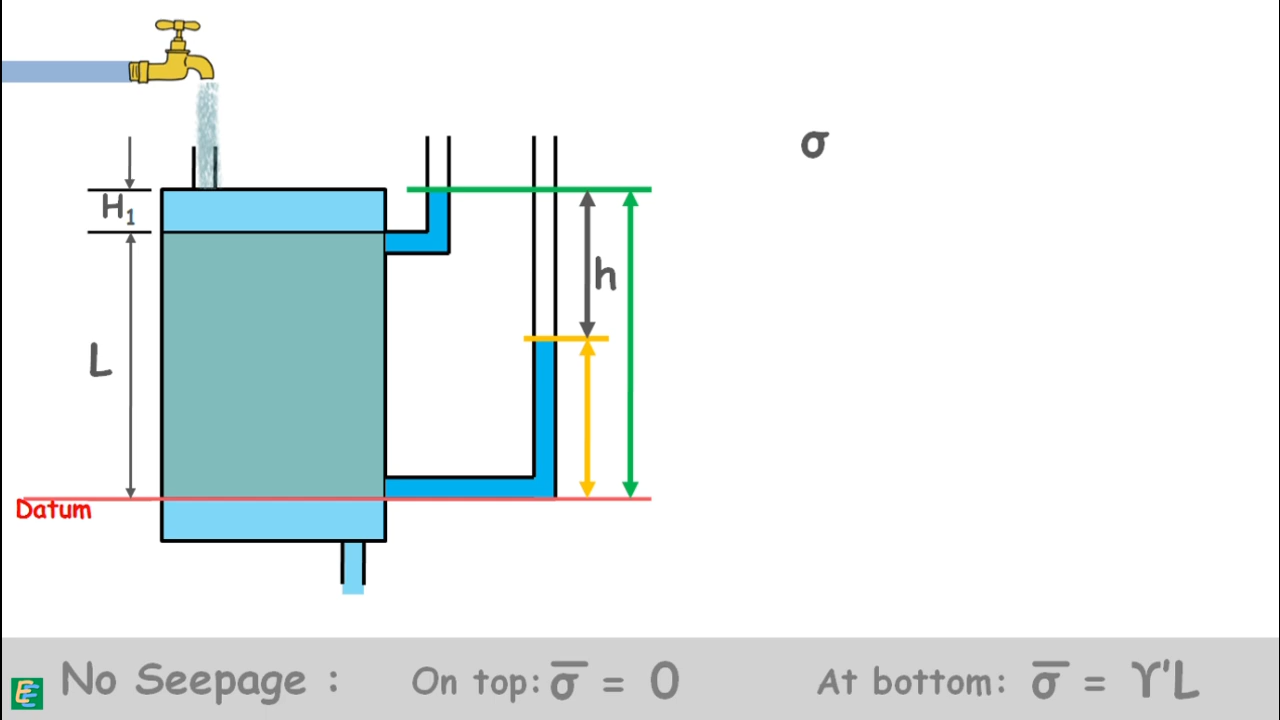 σ
H₁
h
L
Datum
No Seepage : On top: σ̅ = 0 At bottom: σ̅ = ϒ'L